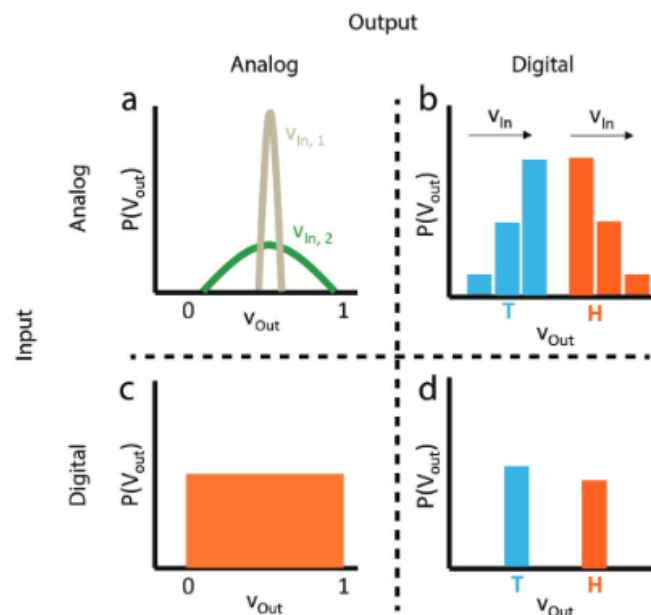 Output
Analog
Digital
Input
Analog
a
P(Vout)
vIn, 1
vIn, 2
0
1
vOut
b
P(Vout)
vIn
vIn
T
H
vOut
Digital
c
P(Vout)
0
1
vOut
d
P(Vout)
T
H
vOut